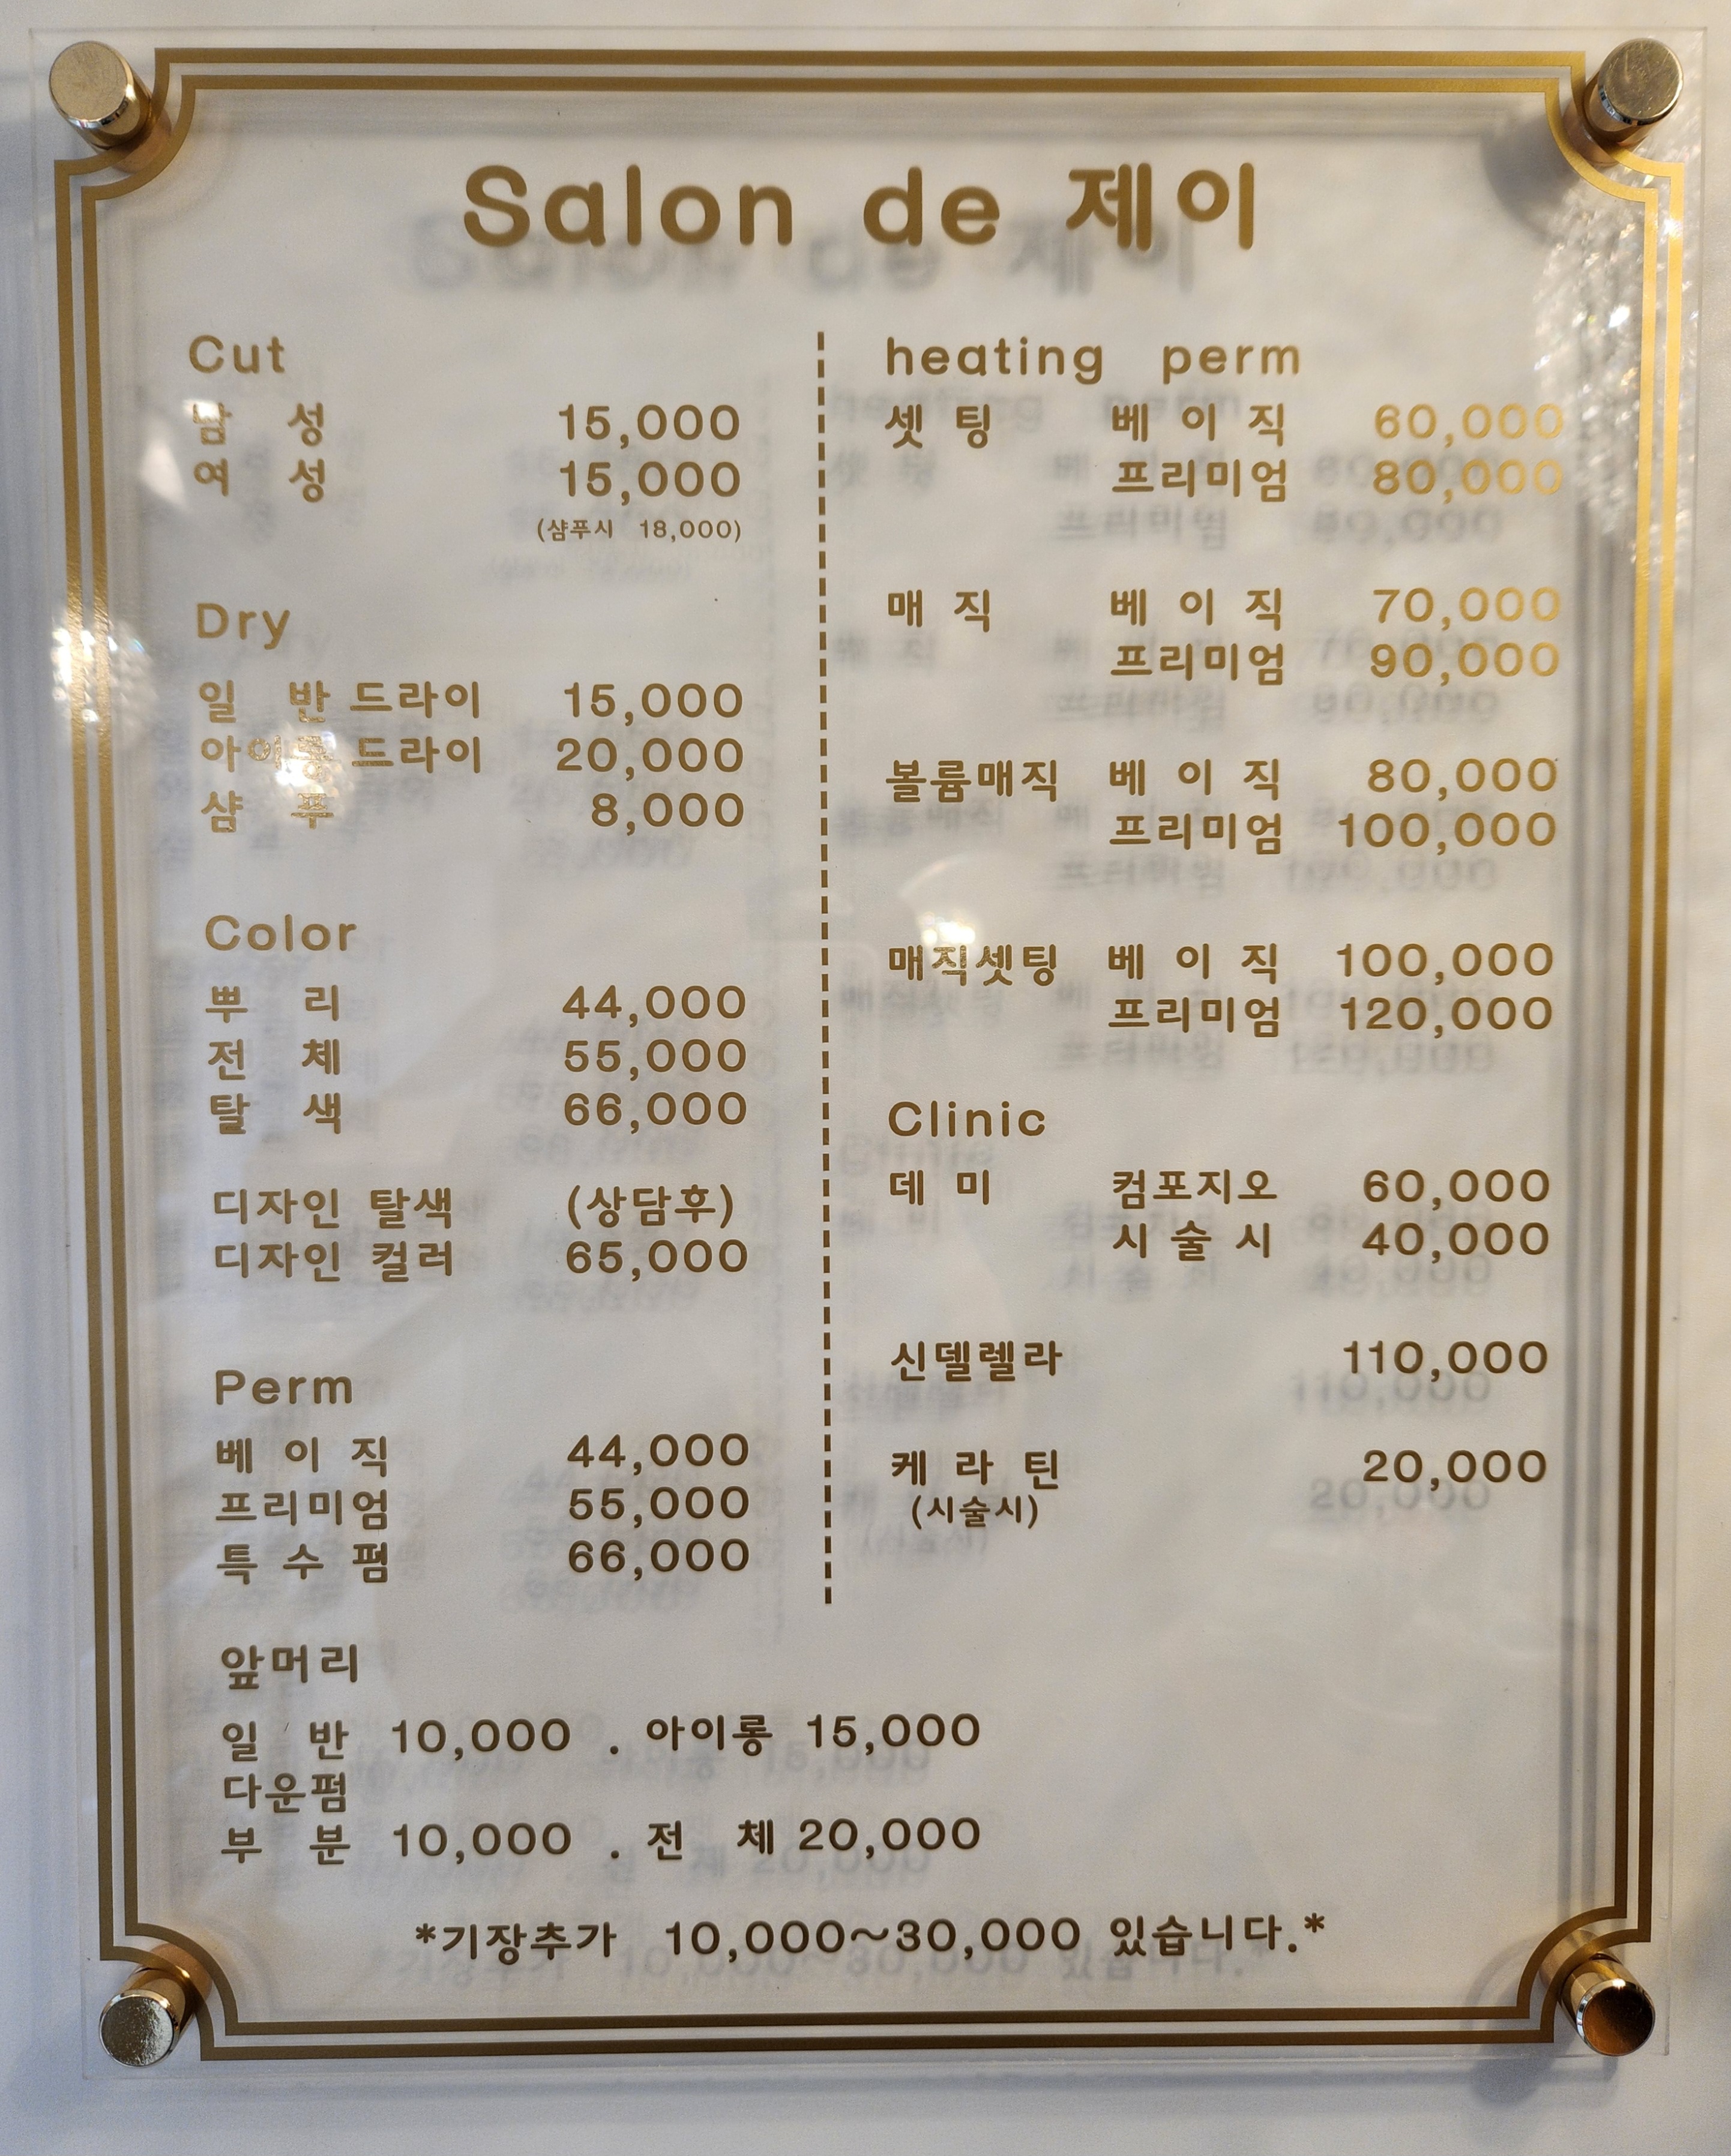 Salon de 제이
Cut
남 성 15,000
여 성 15,000
(샴푸시 18,000)
Dry
일 반 드라이 15,000
아이롱 드라이 20,000
샴 푸 8,000
Color
뿌 리 44,000
전 체 55,000
탈 색 66,000
디자인 탈색 (상담후)
디자인 컬러 65,000
Perm
베 이 직 44,000
프리미엄 55,000
특 수 펌 66,000
heating perm
셋 팅 베 이 직 60,000
프리미엄 80,000
매 직 베 이 직 70,000
프리미엄 90,000
볼륨매직 베 이 직 80,000
프리미엄 100,000
매직셋팅 베 이 직 100,000
프리미엄 120,000
Clinic
데 미 컴포지오 60,000
시 술 시 40,000
신델렐라 110,000
케 라 틴 20,000
(시술시)
앞머리
일 반 10,000 . 아이롱 15,000
다운펌
부 분 10,000 . 전 체 20,000
*기장추가 10,000~30,000 있습니다.*